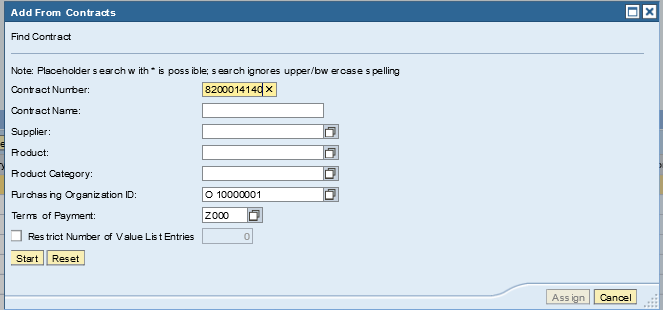 Add From Contracts
Find Contract
Note: Placeholder search with * is possible; search ignores upper/lowercase spelling
Contract Number: 8200014140
Contract Name:
Supplier:
Product:
Product Category:
Purchasing Organization ID: O 10000001
Terms of Payment: Z000
Restrict Number of Value List Entries 0
Start Reset
Assign Cancel